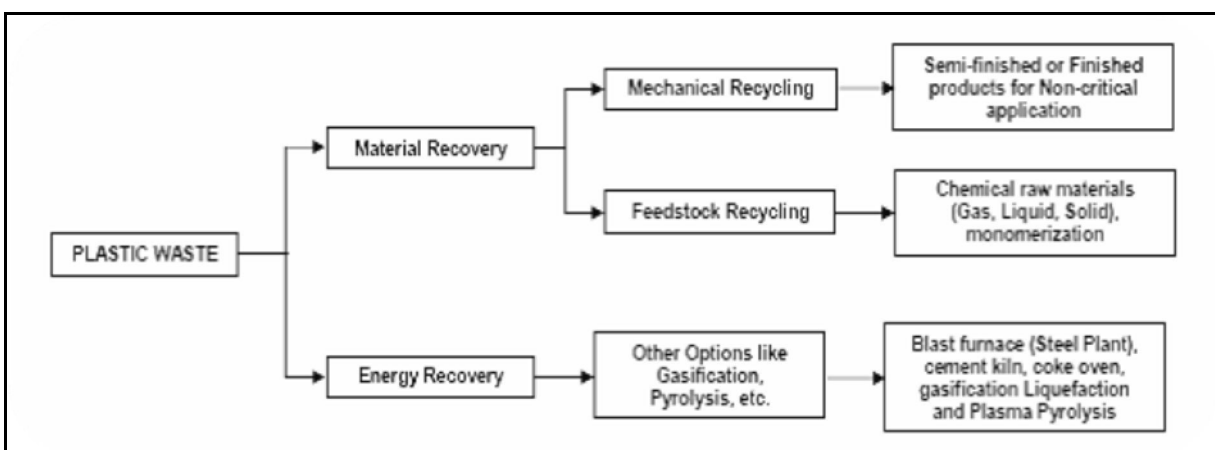 PLASTIC WASTE
Material Recovery
Mechanical Recycling
Semi-finished or Finished
products for Non-critical
application
Feedstock Recycling
Chemical raw materials
(Gas, Liquid, Solid),
monomerization
Energy Recovery
Other Options like
Gasification,
Pyrolysis, etc.
Blast furnace (Steel Plant),
cement kiln, coke oven,
gasification Liquefaction
and Plasma Pyrolysis